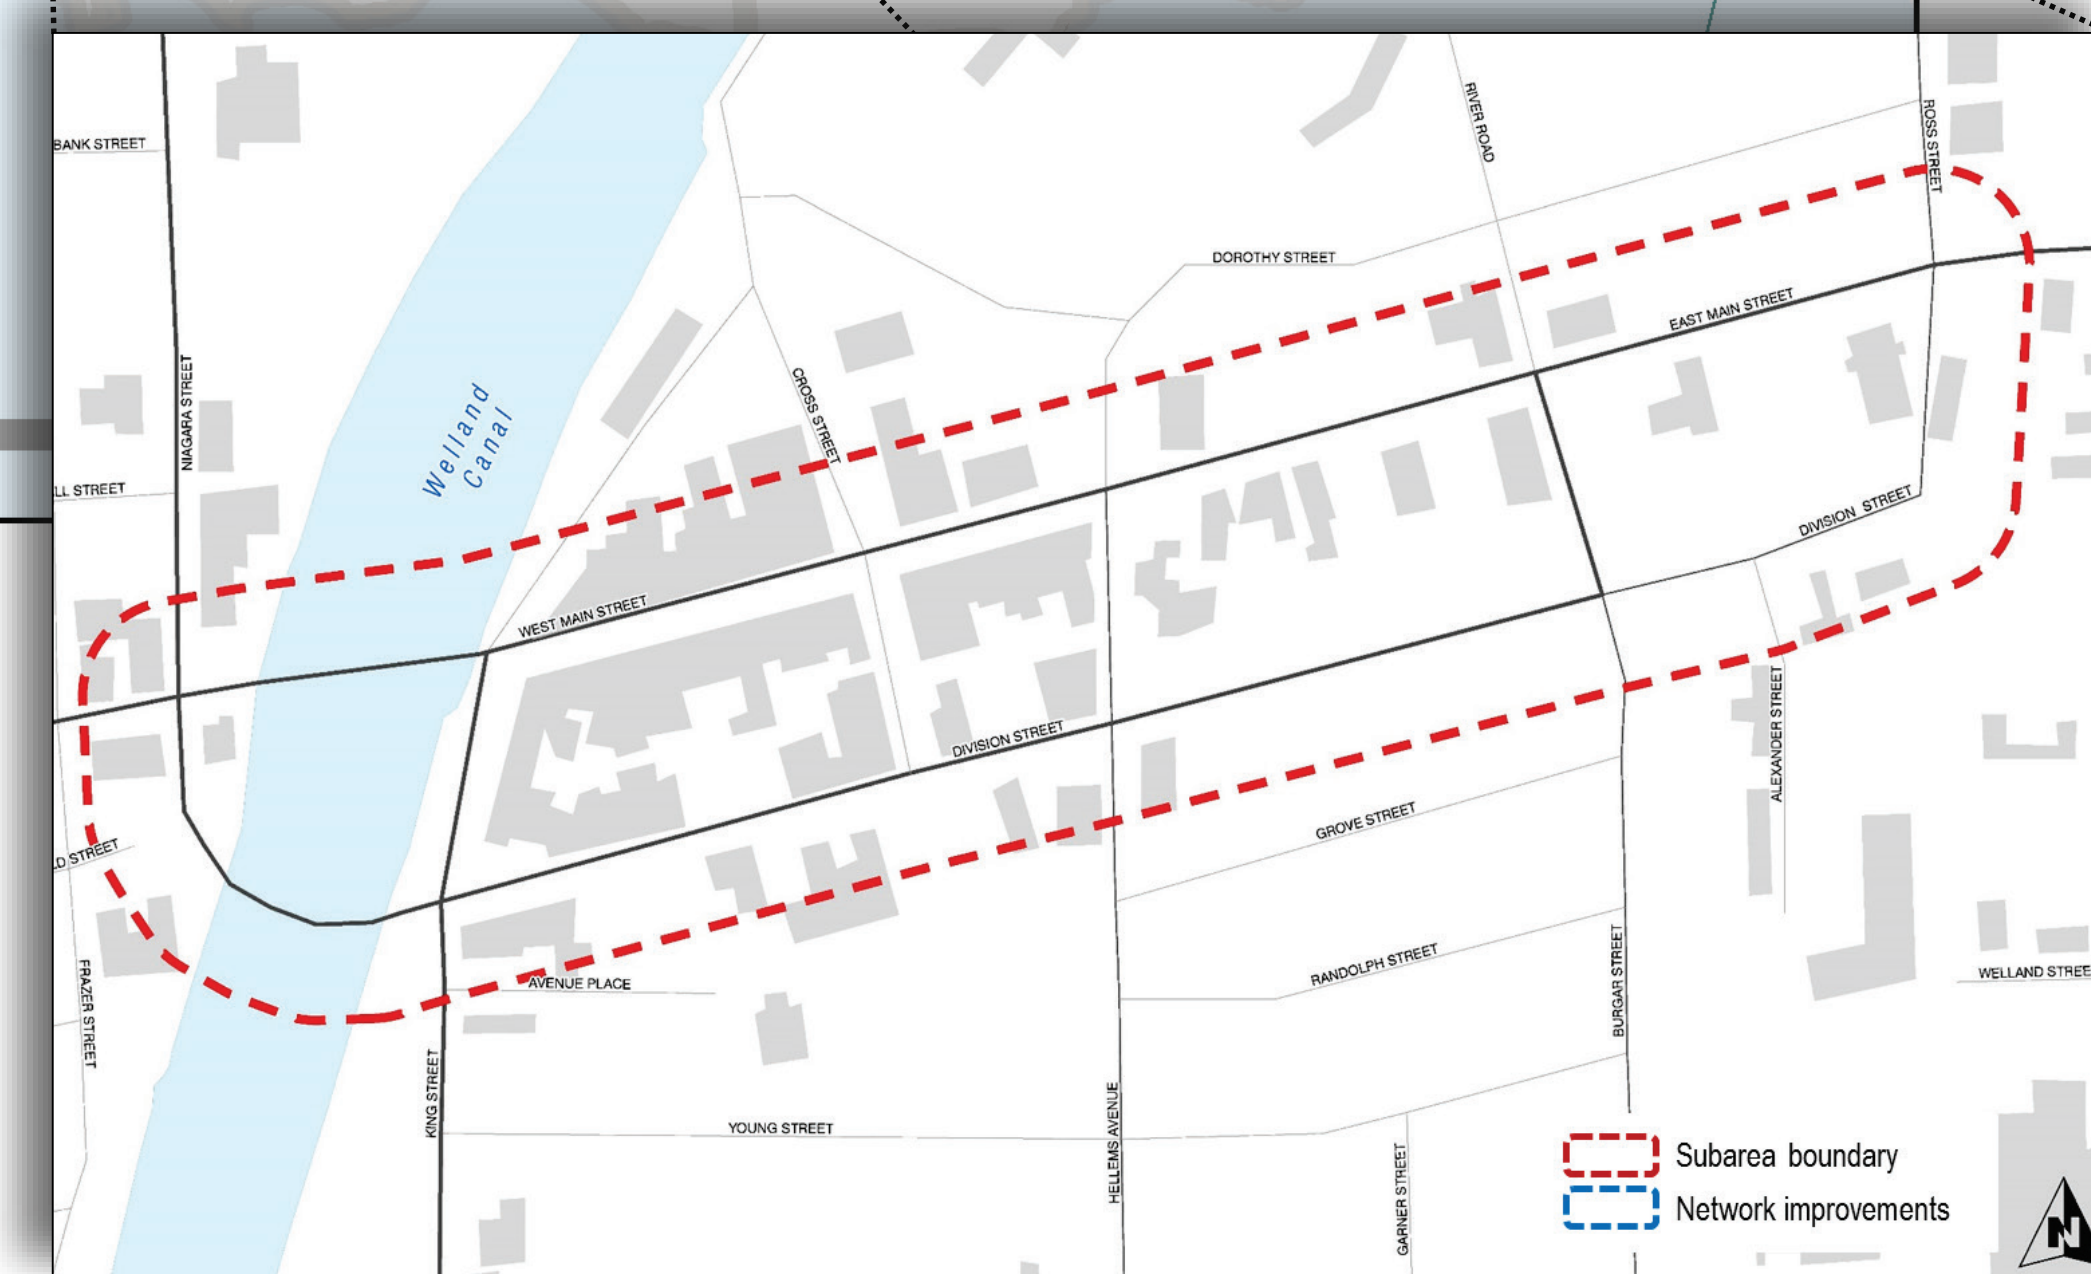 BANK STREET
RIVER ROAD
ROSS STREET
DOROTHY STREET
EAST MAIN STREET
NIAGARA STREET
CROSS STREET
Welland
Canal
LL STREET
DIVISION STREET
WEST MAIN STREET
DIVISION STREET
ALEXANDER STREET
GROVE STREET
D STREET
RANDOLPH STREET
BURGAR STREET
WELLAND STREE
FRAZER STREET
AVENUE PLACE
KING STREET
YOUNG STREET
HELLEMS AVENUE
GARNER STREET
Subarea boundary
Network improvements
N